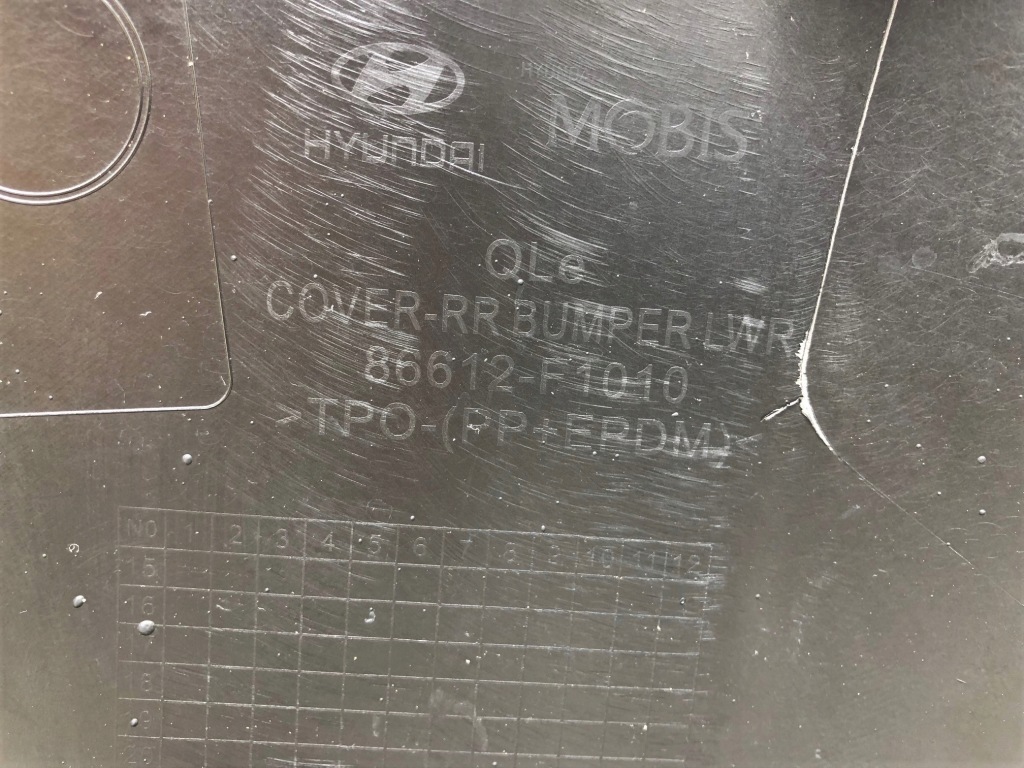 HYUNDAI MOBIS
QLe
COVER-RR BUMPER LWR
86612-F1010
>TPO-(PP+EPDM)<
NO 1 2 3 4 5 6 7 8 9 10 11 12
15
16
18